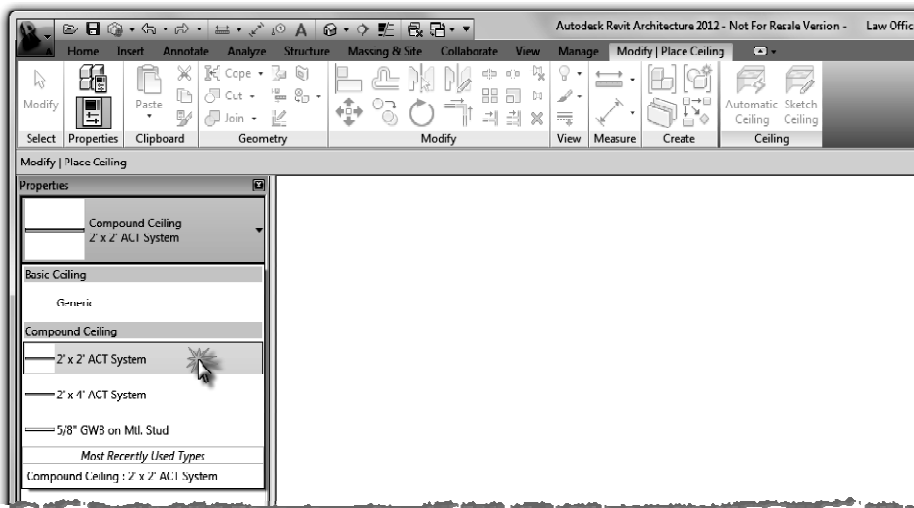 Autodesk Revit Architecture 2012 - Not For Resale Version - Law Offic
Home Insert Annotate Analyze Structure Massing & Site Collaborate View Manage Modify | Place Ceiling
Modify Paste Cope Cut Join Automatic Ceiling Sketch Ceiling
Select Properties Clipboard Geometry Modify View Measure Create Ceiling
Modify | Place Ceiling
Properties
Compound Ceiling
2' x 2' ACT System
Basic Ceiling
Generic
Compound Ceiling
2' x 2' ACT System
2' x 4' ACT System
5/8" GWB on Mtl. Stud
Most Recently Used Types
Compound Ceiling : 2' x 2' ACT System